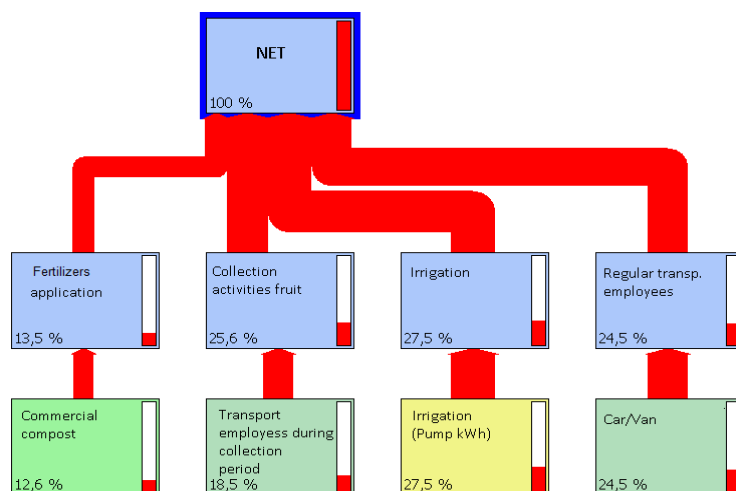 NET
100 %
Fertilizers
application
13,5 %
Collection
activities fruit
25,6 %
Irrigation
27,5 %
Regular transp.
employees
24,5 %
Commercial
compost
12,6 %
Transport
employess during
collection
period
18,5 %
Irrigation
(Pump kWh)
27,5 %
Car/Van
24,5 %